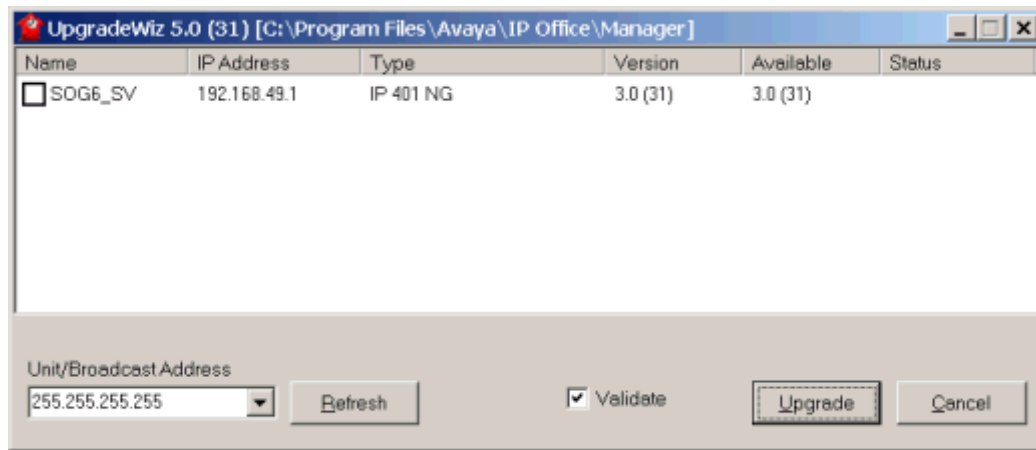 UpgradeWiz 5.0 (31) [C:\Program Files\Avaya\IP Office\Manager]
Name IP Address Type Version Available Status
SOG6_SV 192.168.49.1 IP 401 NG 3.0 (31) 3.0 (31)
Unit/Broadcast Address
255.255.255.255 Refresh Validate Upgrade Cancel